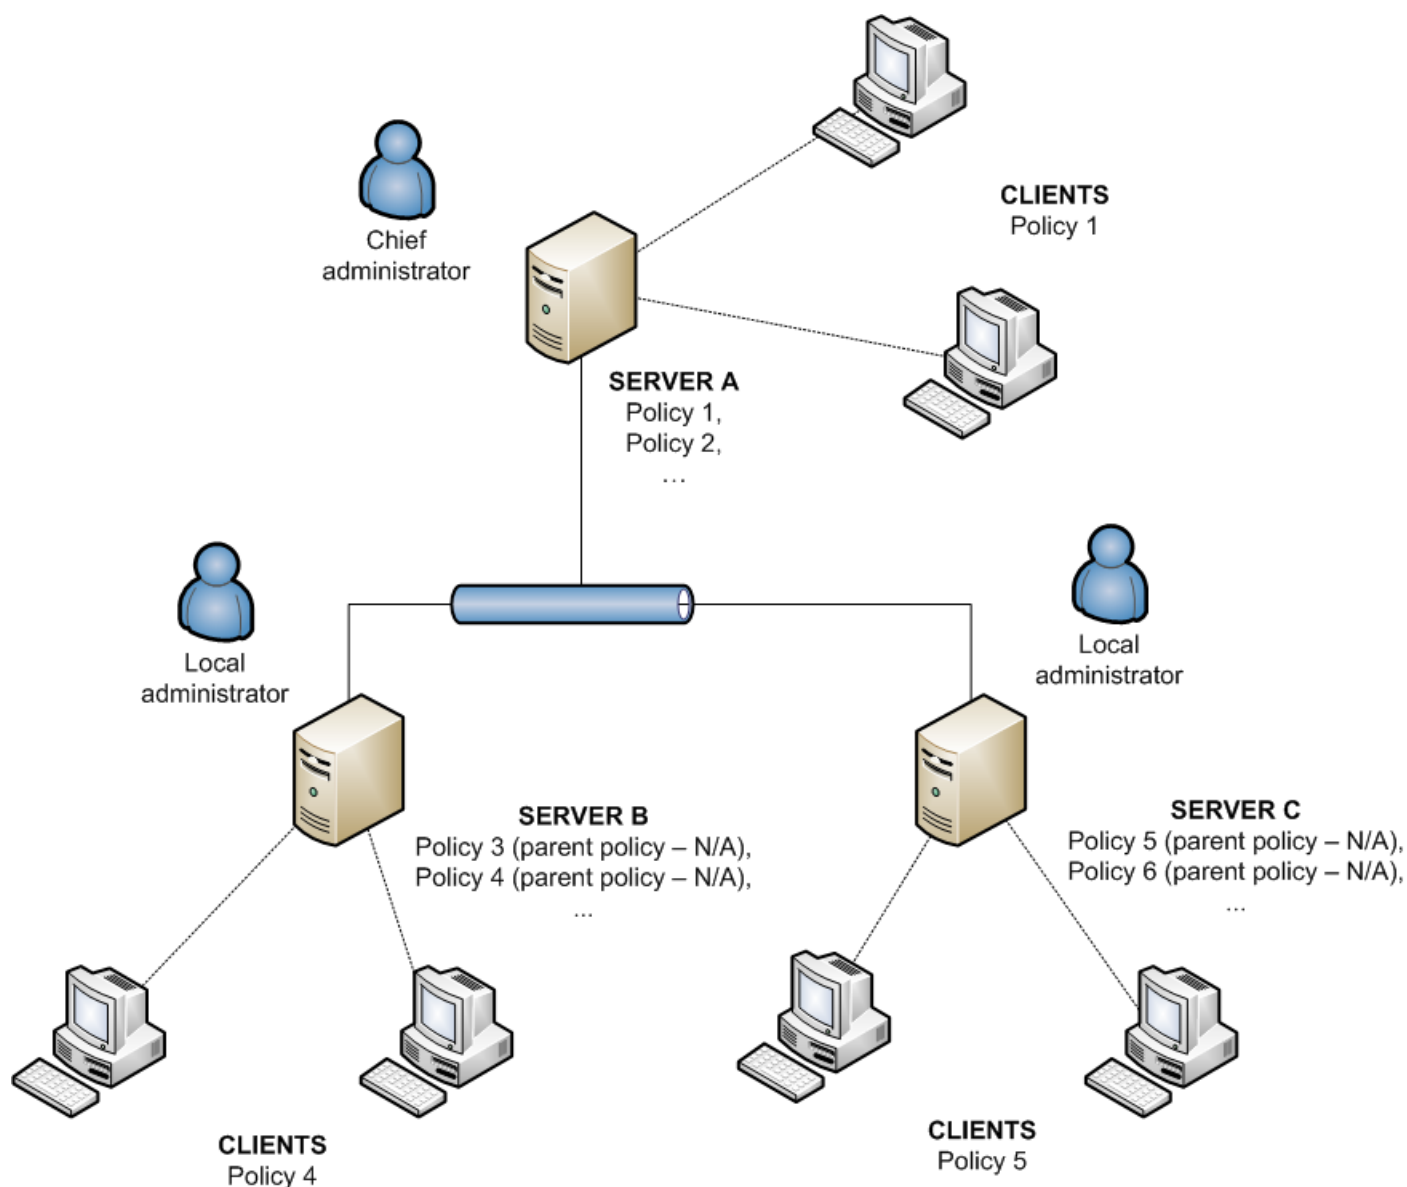 CLIENTS
Policy 1
Chief
administrator
SERVER A
Policy 1,
Policy 2,
...
Local
administrator
Local
administrator
SERVER B
Policy 3 (parent policy – N/A),
Policy 4 (parent policy – N/A),
...
SERVER C
Policy 5 (parent policy – N/A),
Policy 6 (parent policy – N/A),
...
CLIENTS
Policy 4
CLIENTS
Policy 5